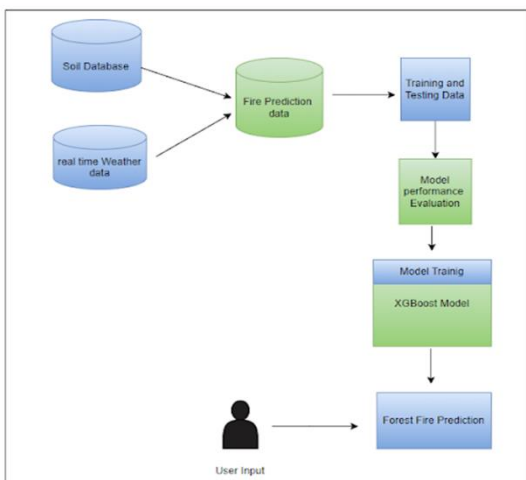 Soil Database
Fire Prediction
data
Training and
Testing Data
real time Weather
data
Model
performance
Evaluation
Model Trainig
XGBoost Model
Forest Fire Prediction
User Input